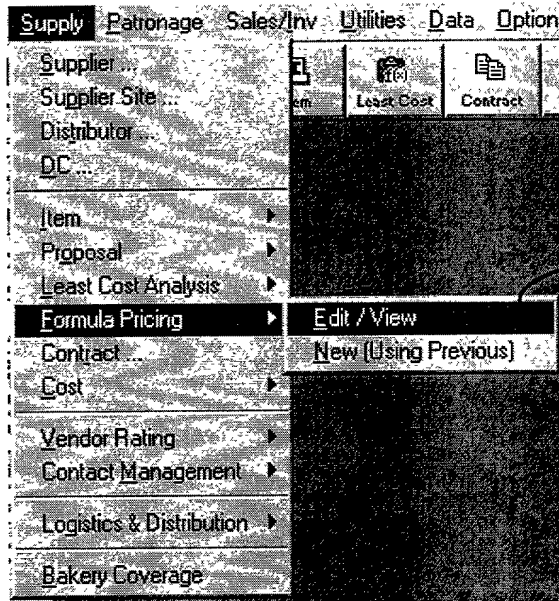 Supply Patronage Sales/Inv Utilities Data Option
Supplier ...
Supplier Site ...
Distributor ...
DC ...
Least Cost
Contract
Item
Proposal
Least Cost Analysis
Formula Pricing
Edit / View
New (Using Previous)
Contract ...
Cost
Vendor Rating
Contact Management
Logistics & Distribution
Bakery Coverage